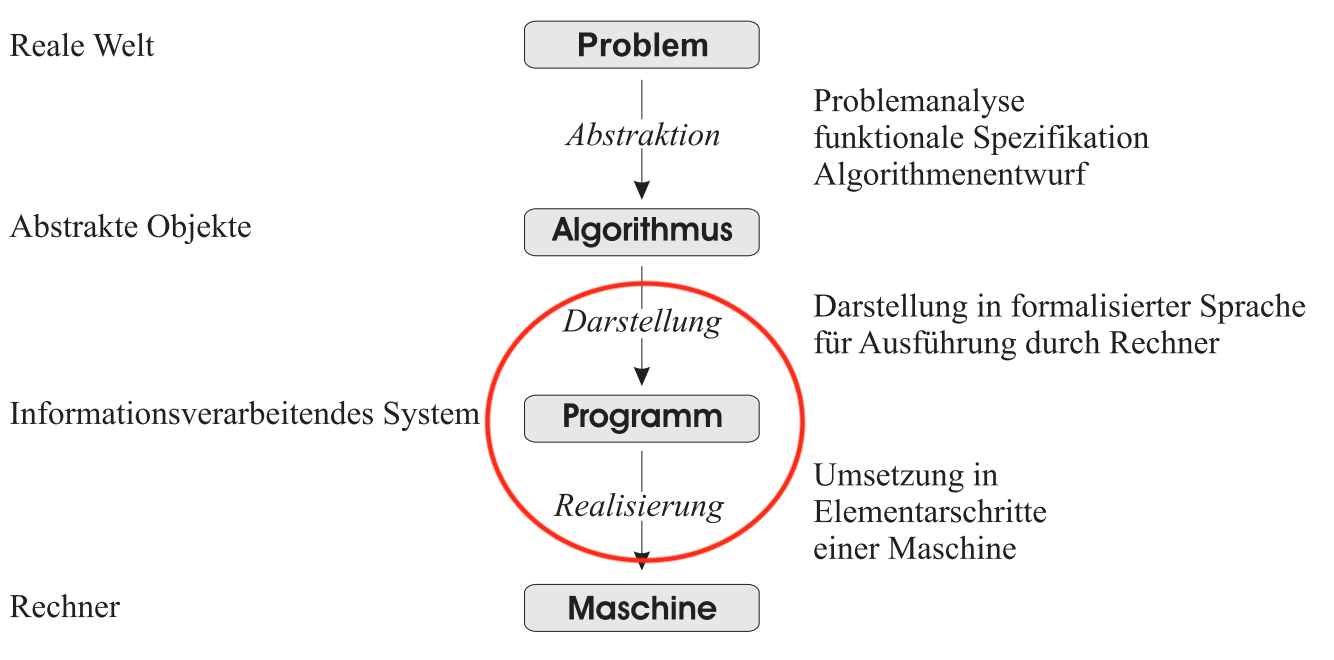 Reale Welt
Problem
Abstraktion
Problemanalyse
funktionale Spezifikation
Algorithmenentwurf
Abstrakte Objekte
Algorithmus
Darstellung
Darstellung in formalisierter Sprache
für Ausführung durch Rechner
Informationsverarbeitendes System
Programm
Realisierung
Umsetzung in
Elementarschritte
einer Maschine
Rechner
Maschine